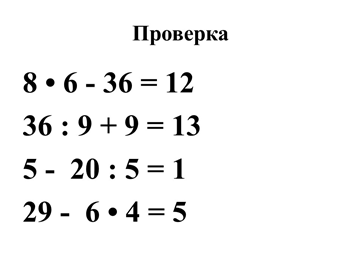 Проверка
8 • 6 - 36 = 12
36 : 9 + 9 = 13
5 - 20 : 5 = 1
29 - 6 • 4 = 5